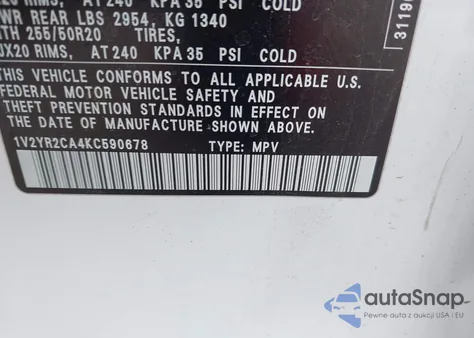 RIMS, AT 240 KPA 35 PSI COLD
WR REAR LBS 2954, KG 1340
TH 255/50R20 TIRES,
JX20 RIMS, AT 240 KPA 35 PSI COLD
THIS VEHICLE CONFORMS TO ALL APPLICABLE U.S.
FEDERAL MOTOR VEHICLE SAFETY AND
THEFT PREVENTION STANDARDS IN EFFECT ON
THE DATE OF MANUFACTURE SHOWN ABOVE.
1V2YR2CA4KC590678 TYPE: MPV
3119
autoSnap
Pewne auta z aukcji USA i EU